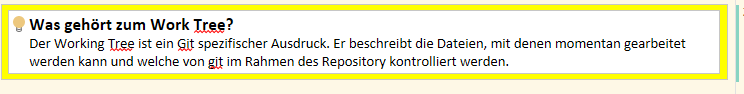 Was gehört zum Work Tree?
Der Working Tree ist ein Git spezifischer Ausdruck. Er beschreibt die Dateien, mit denen momentan gearbeitet
werden kann und welche von git im Rahmen des Repository kontrolliert werden.